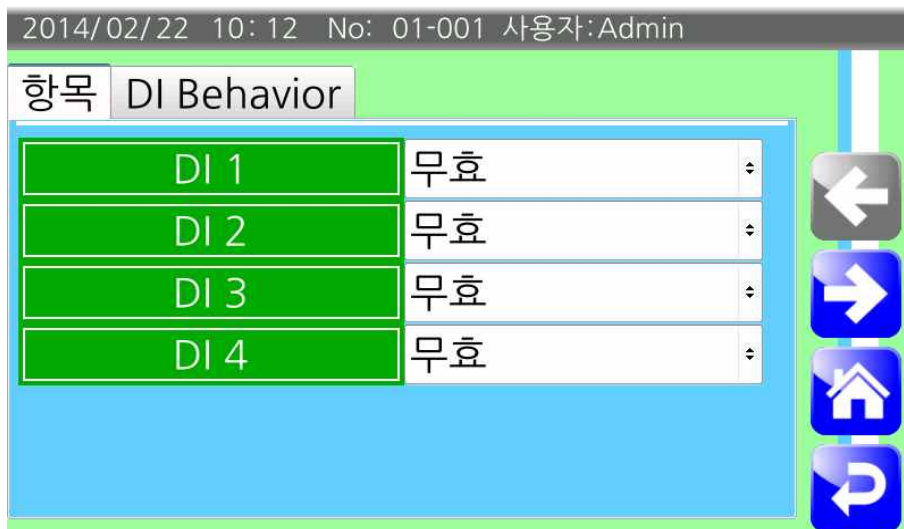 2014/02/22 10:12 No: 01-001 사용자:Admin
항목 DI Behavior
DI 1 무효
DI 2 무효
DI 3 무효
DI 4 무효